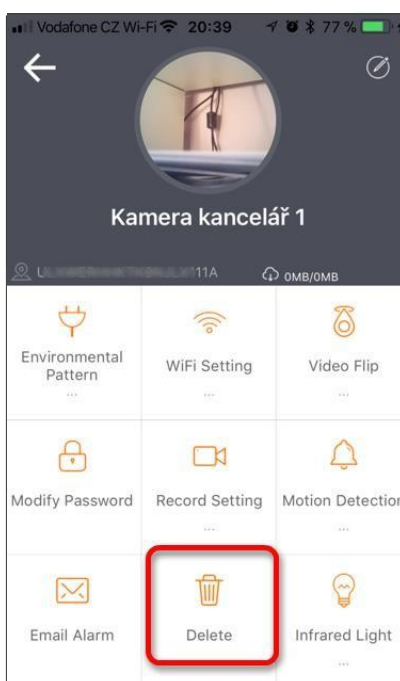 Vodafone CZ Wi-Fi 20:39 77 %
Kamera kancelář 1
11A 0MB/0MB
Environmental WiFi Setting Video Flip
Pattern
... ... ...
Modify Password Record Setting Motion Detection
... ...
Email Alarm Delete Infrared Light
...